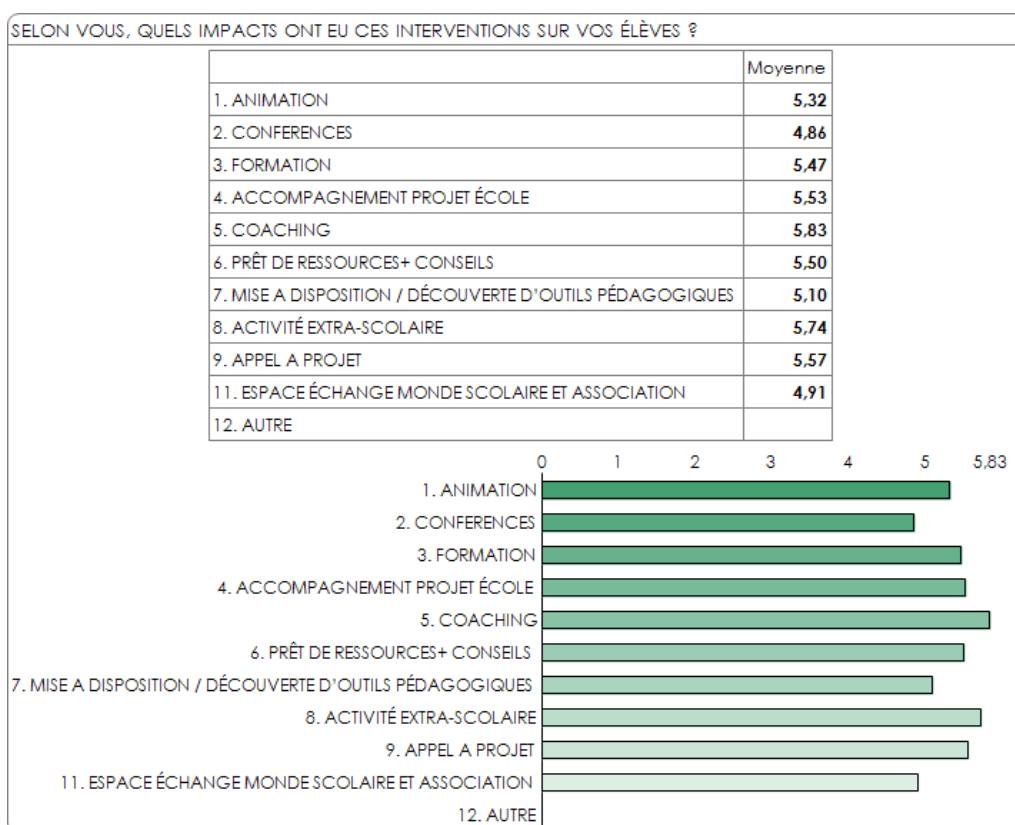 SELON VOUS, QUELS IMPACTS ONT EU CES INTERVENTIONS SUR VOS ÉLÈVES ?
Moyenne
1. ANIMATION 5,32
2. CONFERENCES 4,86
3. FORMATION 5,47
4. ACCOMPAGNEMENT PROJET ÉCOLE 5,53
5. COACHING 5,83
6. PRÊT DE RESSOURCES+ CONSEILS 5,50
7. MISE A DISPOSITION / DÉCOUVERTE D'OUTILS PÉDAGOGIQUES 5,10
8. ACTIVITÉ EXTRA-SCOLAIRE 5,74
9. APPEL A PROJET 5,57
11. ESPACE ÉCHANGE MONDE SCOLAIRE ET ASSOCIATION 4,91
12. AUTRE
0 1 2 3 4 5 5,83
1. ANIMATION
2. CONFERENCES
3. FORMATION
4. ACCOMPAGNEMENT PROJET ÉCOLE
5. COACHING
6. PRÊT DE RESSOURCES+ CONSEILS
7. MISE A DISPOSITION / DÉCOUVERTE D'OUTILS PÉDAGOGIQUES
8. ACTIVITÉ EXTRA-SCOLAIRE
9. APPEL A PROJET
11. ESPACE ÉCHANGE MONDE SCOLAIRE ET ASSOCIATION
12. AUTRE